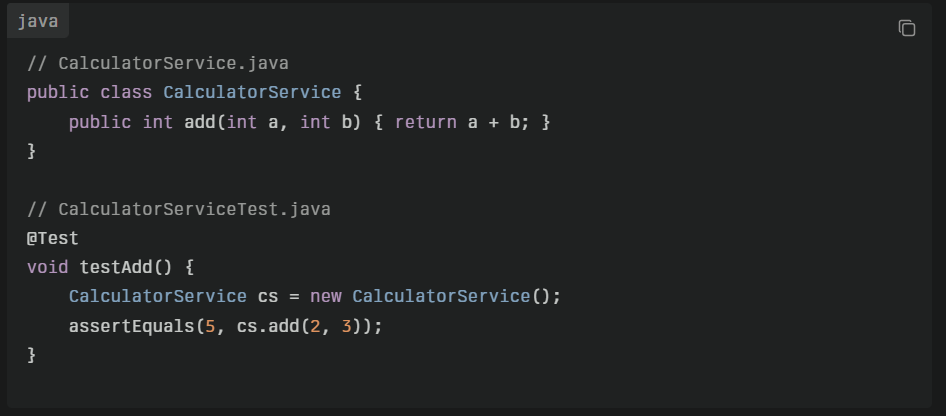 java
// CalculatorService.java
public class CalculatorService {
    public int add(int a, int b) { return a + b; }
}
// CalculatorServiceTest.java
@Test
void testAdd() {
    CalculatorService cs = new CalculatorService();
    assertEquals(5, cs.add(2, 3));
}